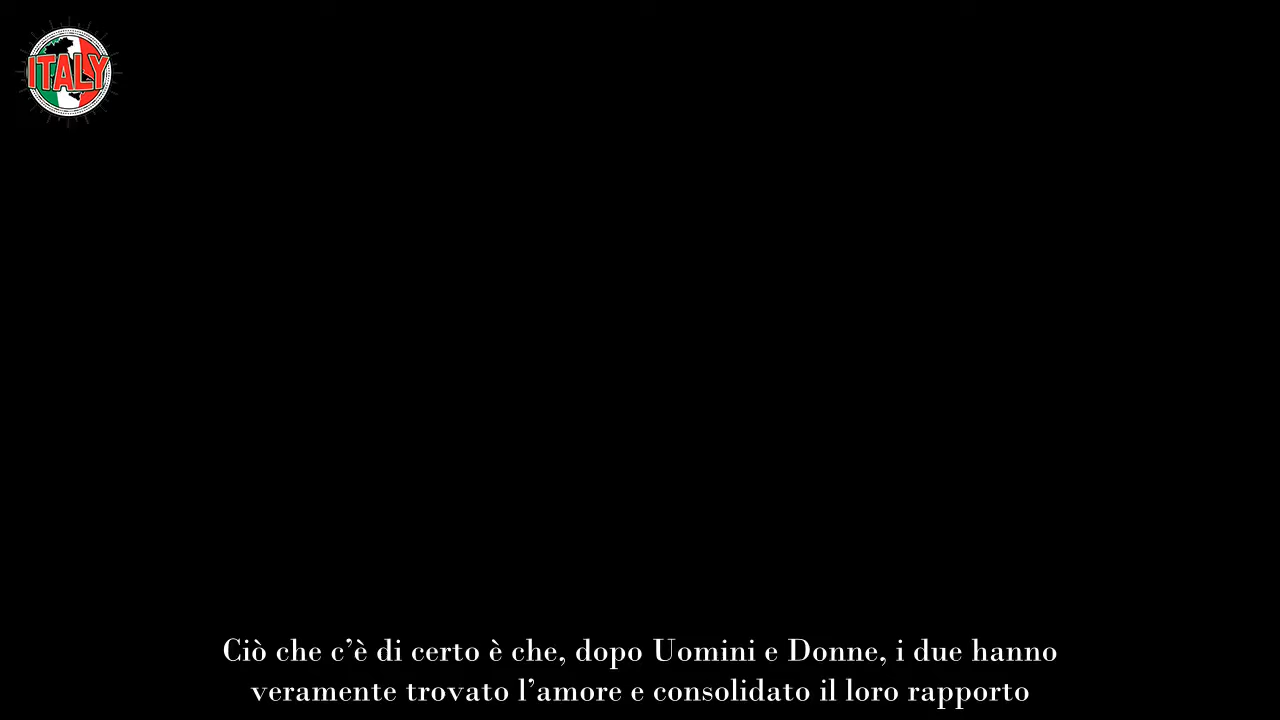 ITALY
Ciò che c’è di certo è che, dopo Uomini e Donne, i due hanno
veramente trovato l’amore e consolidato il loro rapporto